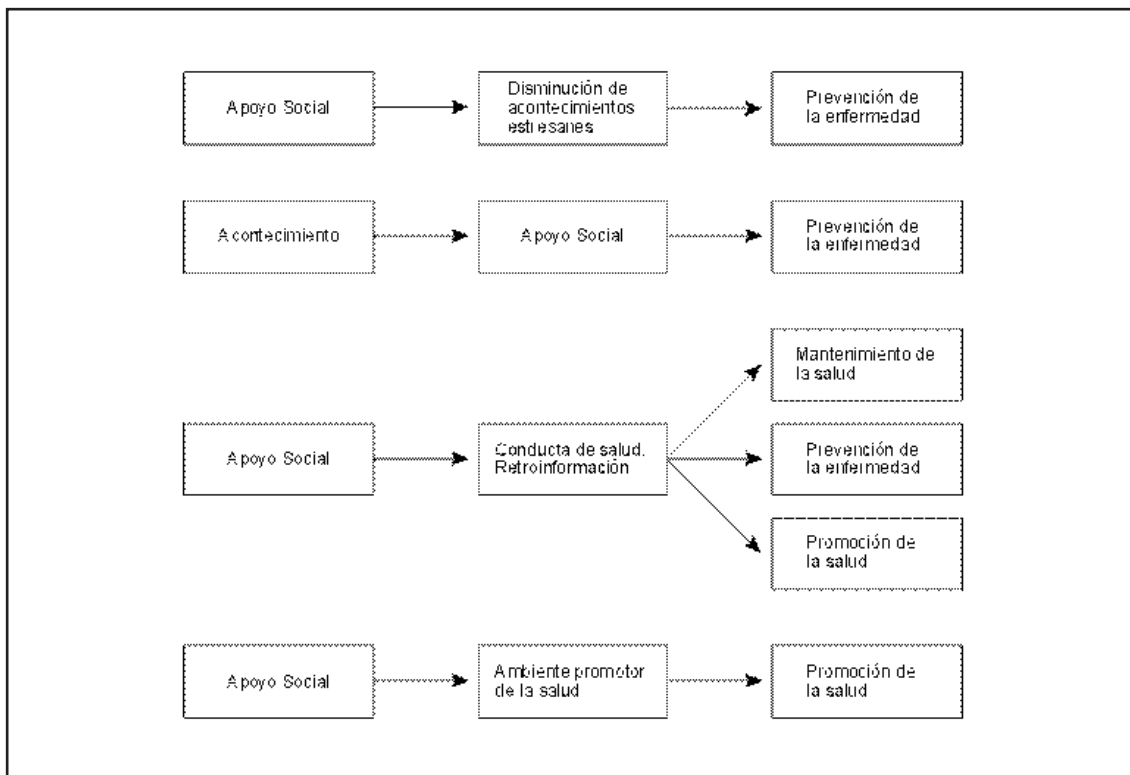 Apoyo Social
Disminución de
acontecimientos
estresanes
Prevención de
la enfermedad
Acontecimiento
Apoyo Social
Prevención de
la enfermedad
Mantenimiento de
la salud
Apoyo Social
Conducta de salud.
Retroinformación
Prevención de
la enfermedad
Promoción de
la salud
Apoyo Social
Ambiente promotor
de la salud
Promoción de
la salud